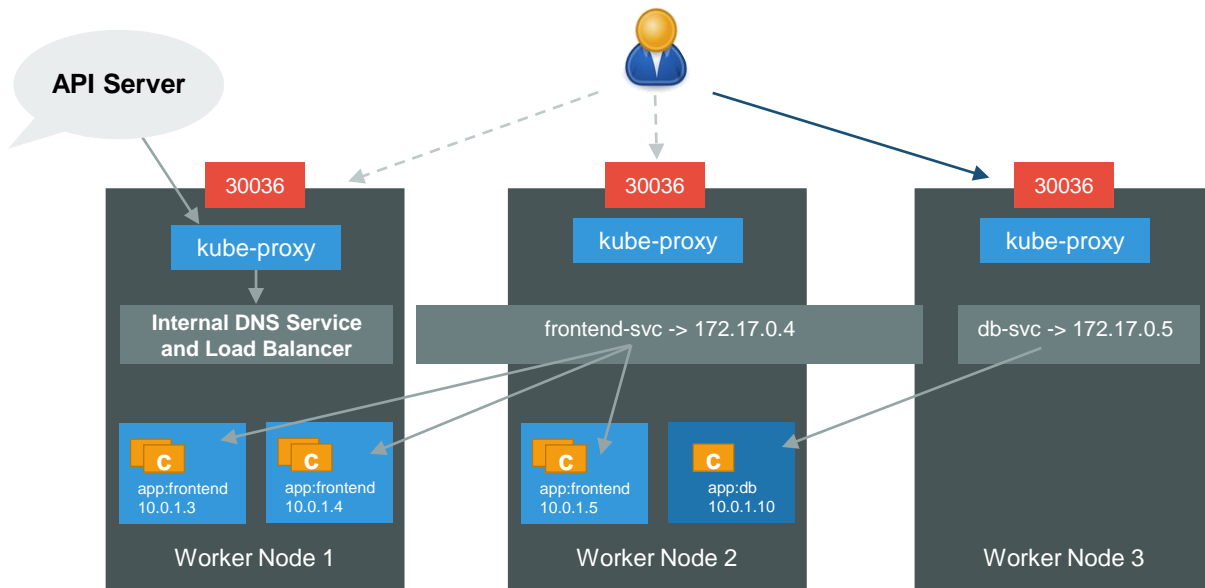 API Server
30036
30036
30036
kube-proxy
kube-proxy
kube-proxy
Internal DNS Service
and Load Balancer
frontend-svc -> 172.17.0.4
db-svc -> 172.17.0.5
c
app:frontend
10.0.1.3
c
app:frontend
10.0.1.4
c
app:frontend
10.0.1.5
c
app:db
10.0.1.10
Worker Node 1
Worker Node 2
Worker Node 3